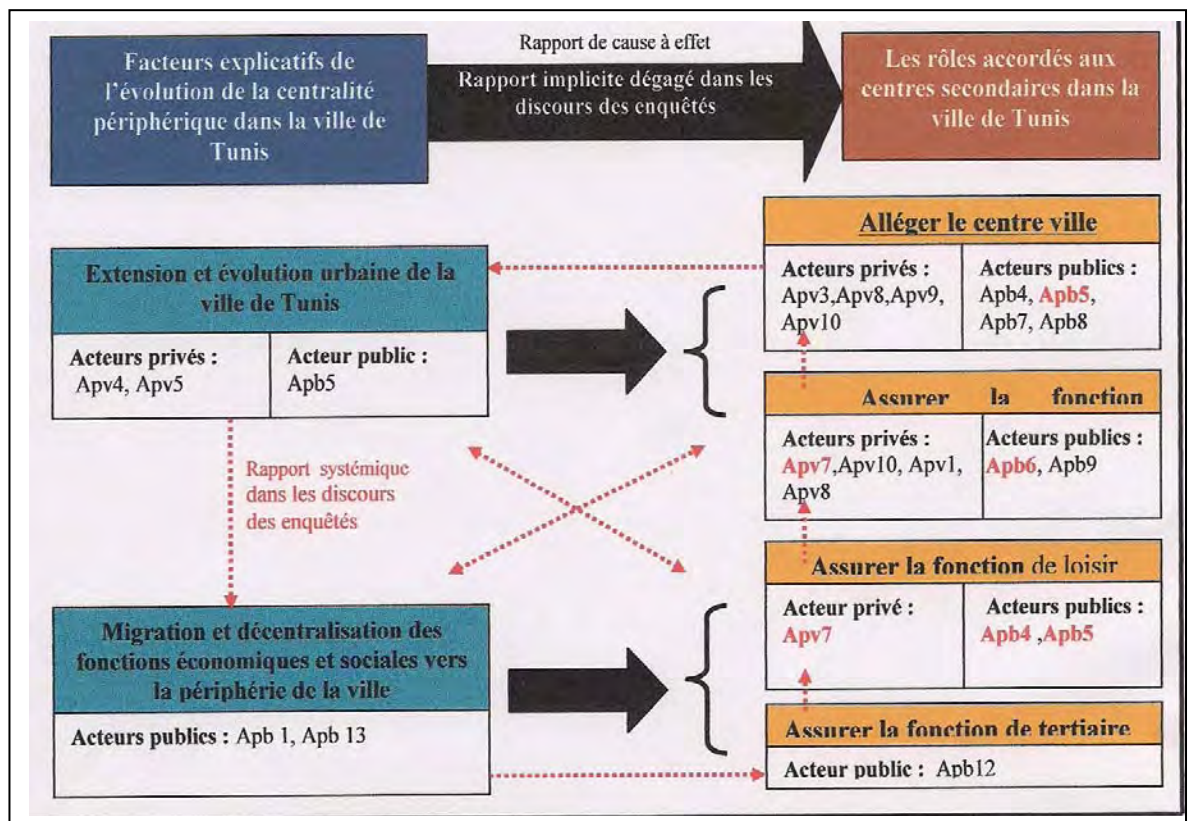 Facteurs explicatifs de
l'évolution de la centralité
périphérique dans la ville de
Tunis
Rapport de cause à effet
Rapport implicite dégagé dans les
discours des enquêtés
Les rôles accordés aux
centres secondaires dans la
ville de Tunis
Extension et évolution urbaine de la
ville de Tunis
Acteurs privés :
Apv4, Apv5
Acteur public :
Apb5
Rapport systémique
dans les discours
des enquêtés
Migration et décentralisation des
fonctions économiques et sociales vers
la périphérie de la ville
Acteurs publics : Apb 1, Apb 13
Alléger le centre ville
Acteurs privés :
Apv3,Apv8,Apv9,
Apv10
Acteurs publics :
Apb4, Apb5,
Apb7, Apb8
Assurer la fonction
Acteurs privés :
Apv7,Apv10, Apv1,
Apv8
Acteurs publics :
Apb6, Apb9
Assurer la fonction de loisir
Acteur privé :
Apv7
Acteurs publics :
Apb4 ,Apb5
Assurer la fonction de tertiaire
Acteur public : Apb12